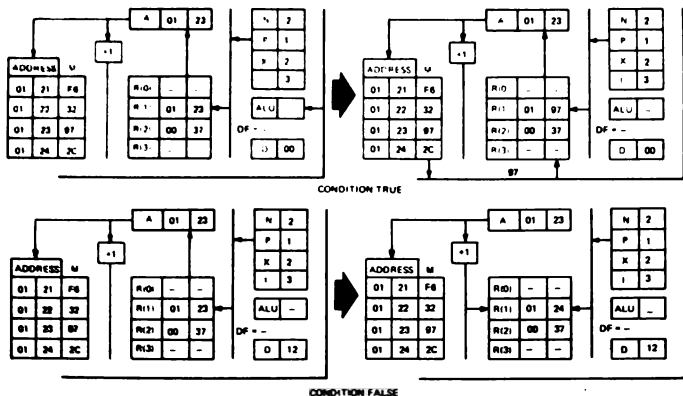 A 01 23 N 2 A 01 23 N 2
+1 P 1 +1 P 1
ADDRESS M X 2 ADDRESS M X 2
I 3 I 3
01 21 F6 R(0) - - 01 21 F6 R(0) - -
01 22 32 R(1) 01 23 ALU - 01 22 32 R(1) 01 97 ALU -
01 23 97 R(2) 00 37 DF = - 01 23 97 R(2) 00 37 DF = -
01 24 2C R(3) - - D 00 01 24 2C R(3) - - D 00
97
CONDITION TRUE
A 01 23 N 2 A 01 23 N 2
+1 P 1 +1 P 1
ADDRESS M X 2 ADDRESS M X 2
I 3 I 3
01 21 F6 R(0) - - 01 21 F6 R(0) - -
01 22 32 R(1) 01 23 ALU - 01 22 32 R(1) 01 24 ALU -
01 23 97 R(2) 00 37 DF = - 01 23 97 R(2) 00 37 DF = -
01 24 2C R(3) - - D 12 01 24 2C R(3) - - D 12
CONDITION FALSE